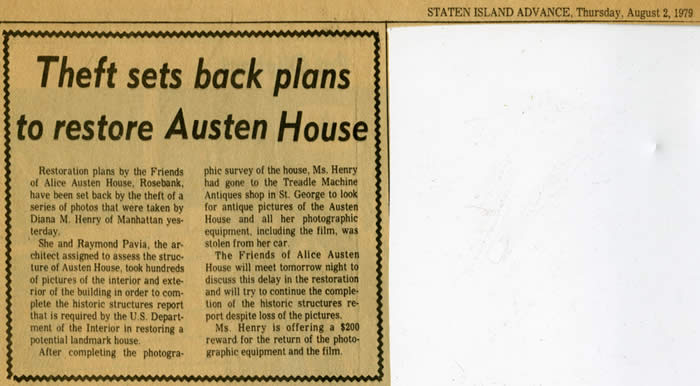 STATEN ISLAND ADVANCE, Thursday, August 2, 1979
Theft sets back plans
to restore Austen House
Restoration plans by the Friends
of Alice Austen House, Rosebank,
have been set back by the theft of a
series of photos that were taken by
Diana M. Henry of Manhattan yes-
terday.
She and Raymond Pavia, the ar-
chitect assigned to assess the struc-
ture of Austen House, took hundreds
of pictures of the interior and exte-
rior of the building in order to com-
plete the historic structures report
that is required by the U.S. Depart-
ment of the Interior in restoring a
potential landmark house.
After completing the photogra-
phic survey of the house, Ms. Henry
had gone to the Treadle Machine
Antiques shop in St. George to look
for antique pictures of the Austen
House and all her photographic
equipment, including the film, was
stolen from her car.
The Friends of Alice Austen
House will meet tomorrow night to
discuss this delay in the restoration
and will try to continue the comple-
tion of the historic structures re-
port despite loss of the pictures.
Ms. Henry is offering a $200
reward for the return of the photo-
graphic equipment and the film.